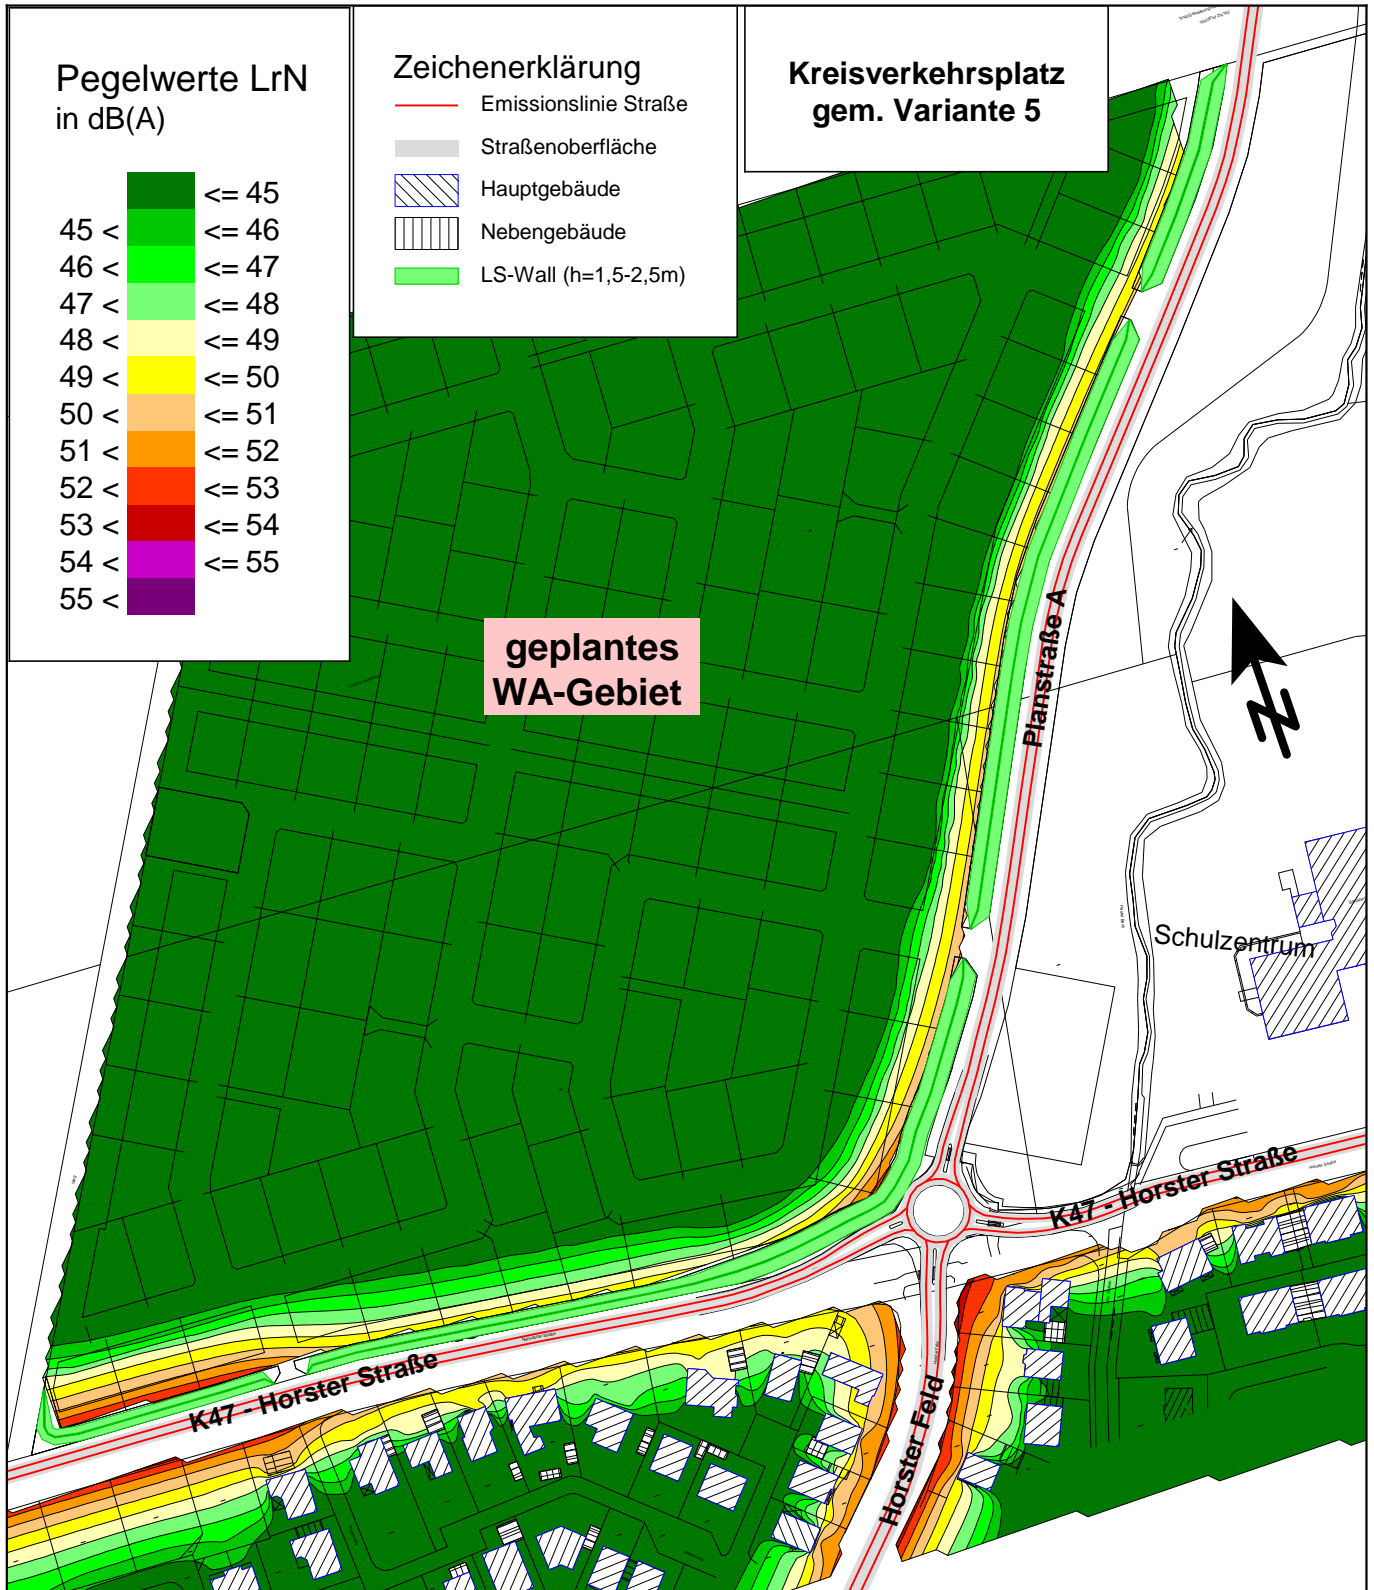 Pegelwerte LrN
in dB(A)
<= 45
45 < <= 46
46 < <= 47
47 < <= 48
48 < <= 49
49 < <= 50
50 < <= 51
51 < <= 52
52 < <= 53
53 < <= 54
54 < <= 55
55 <
Zeichenerklärung
Emissionslinie Straße
Straßenoberfläche
Hauptgebäude
Nebengebäude
LS-Wall (h=1,5-2,5m)
Kreisverkehrsplatz
gem. Variante 5
geplantes
WA-Gebiet
Planstraße A
Schulzentrum
K47 - Horster Straße
K47 - Horster Straße
Horster Feld